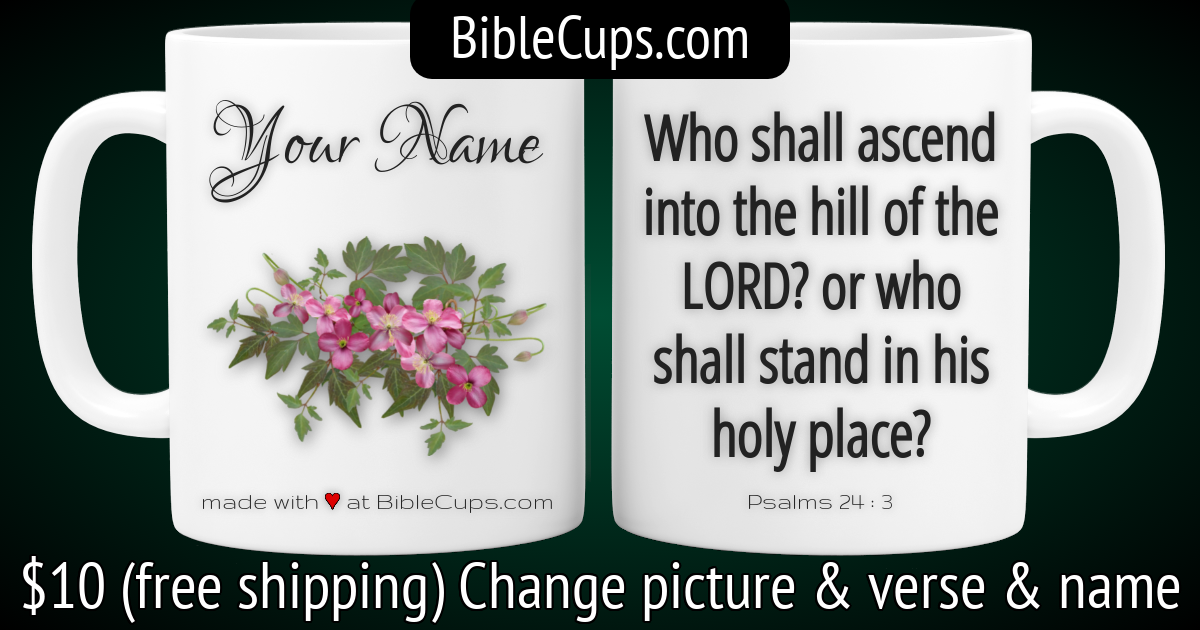 BibleCups.com
Your Name
made with ♥ at BibleCups.com
Who shall ascend
into the hill of the
LORD? or who
shall stand in his
holy place?
Psalms 24 : 3
$10 (free shipping) Change picture & verse & name